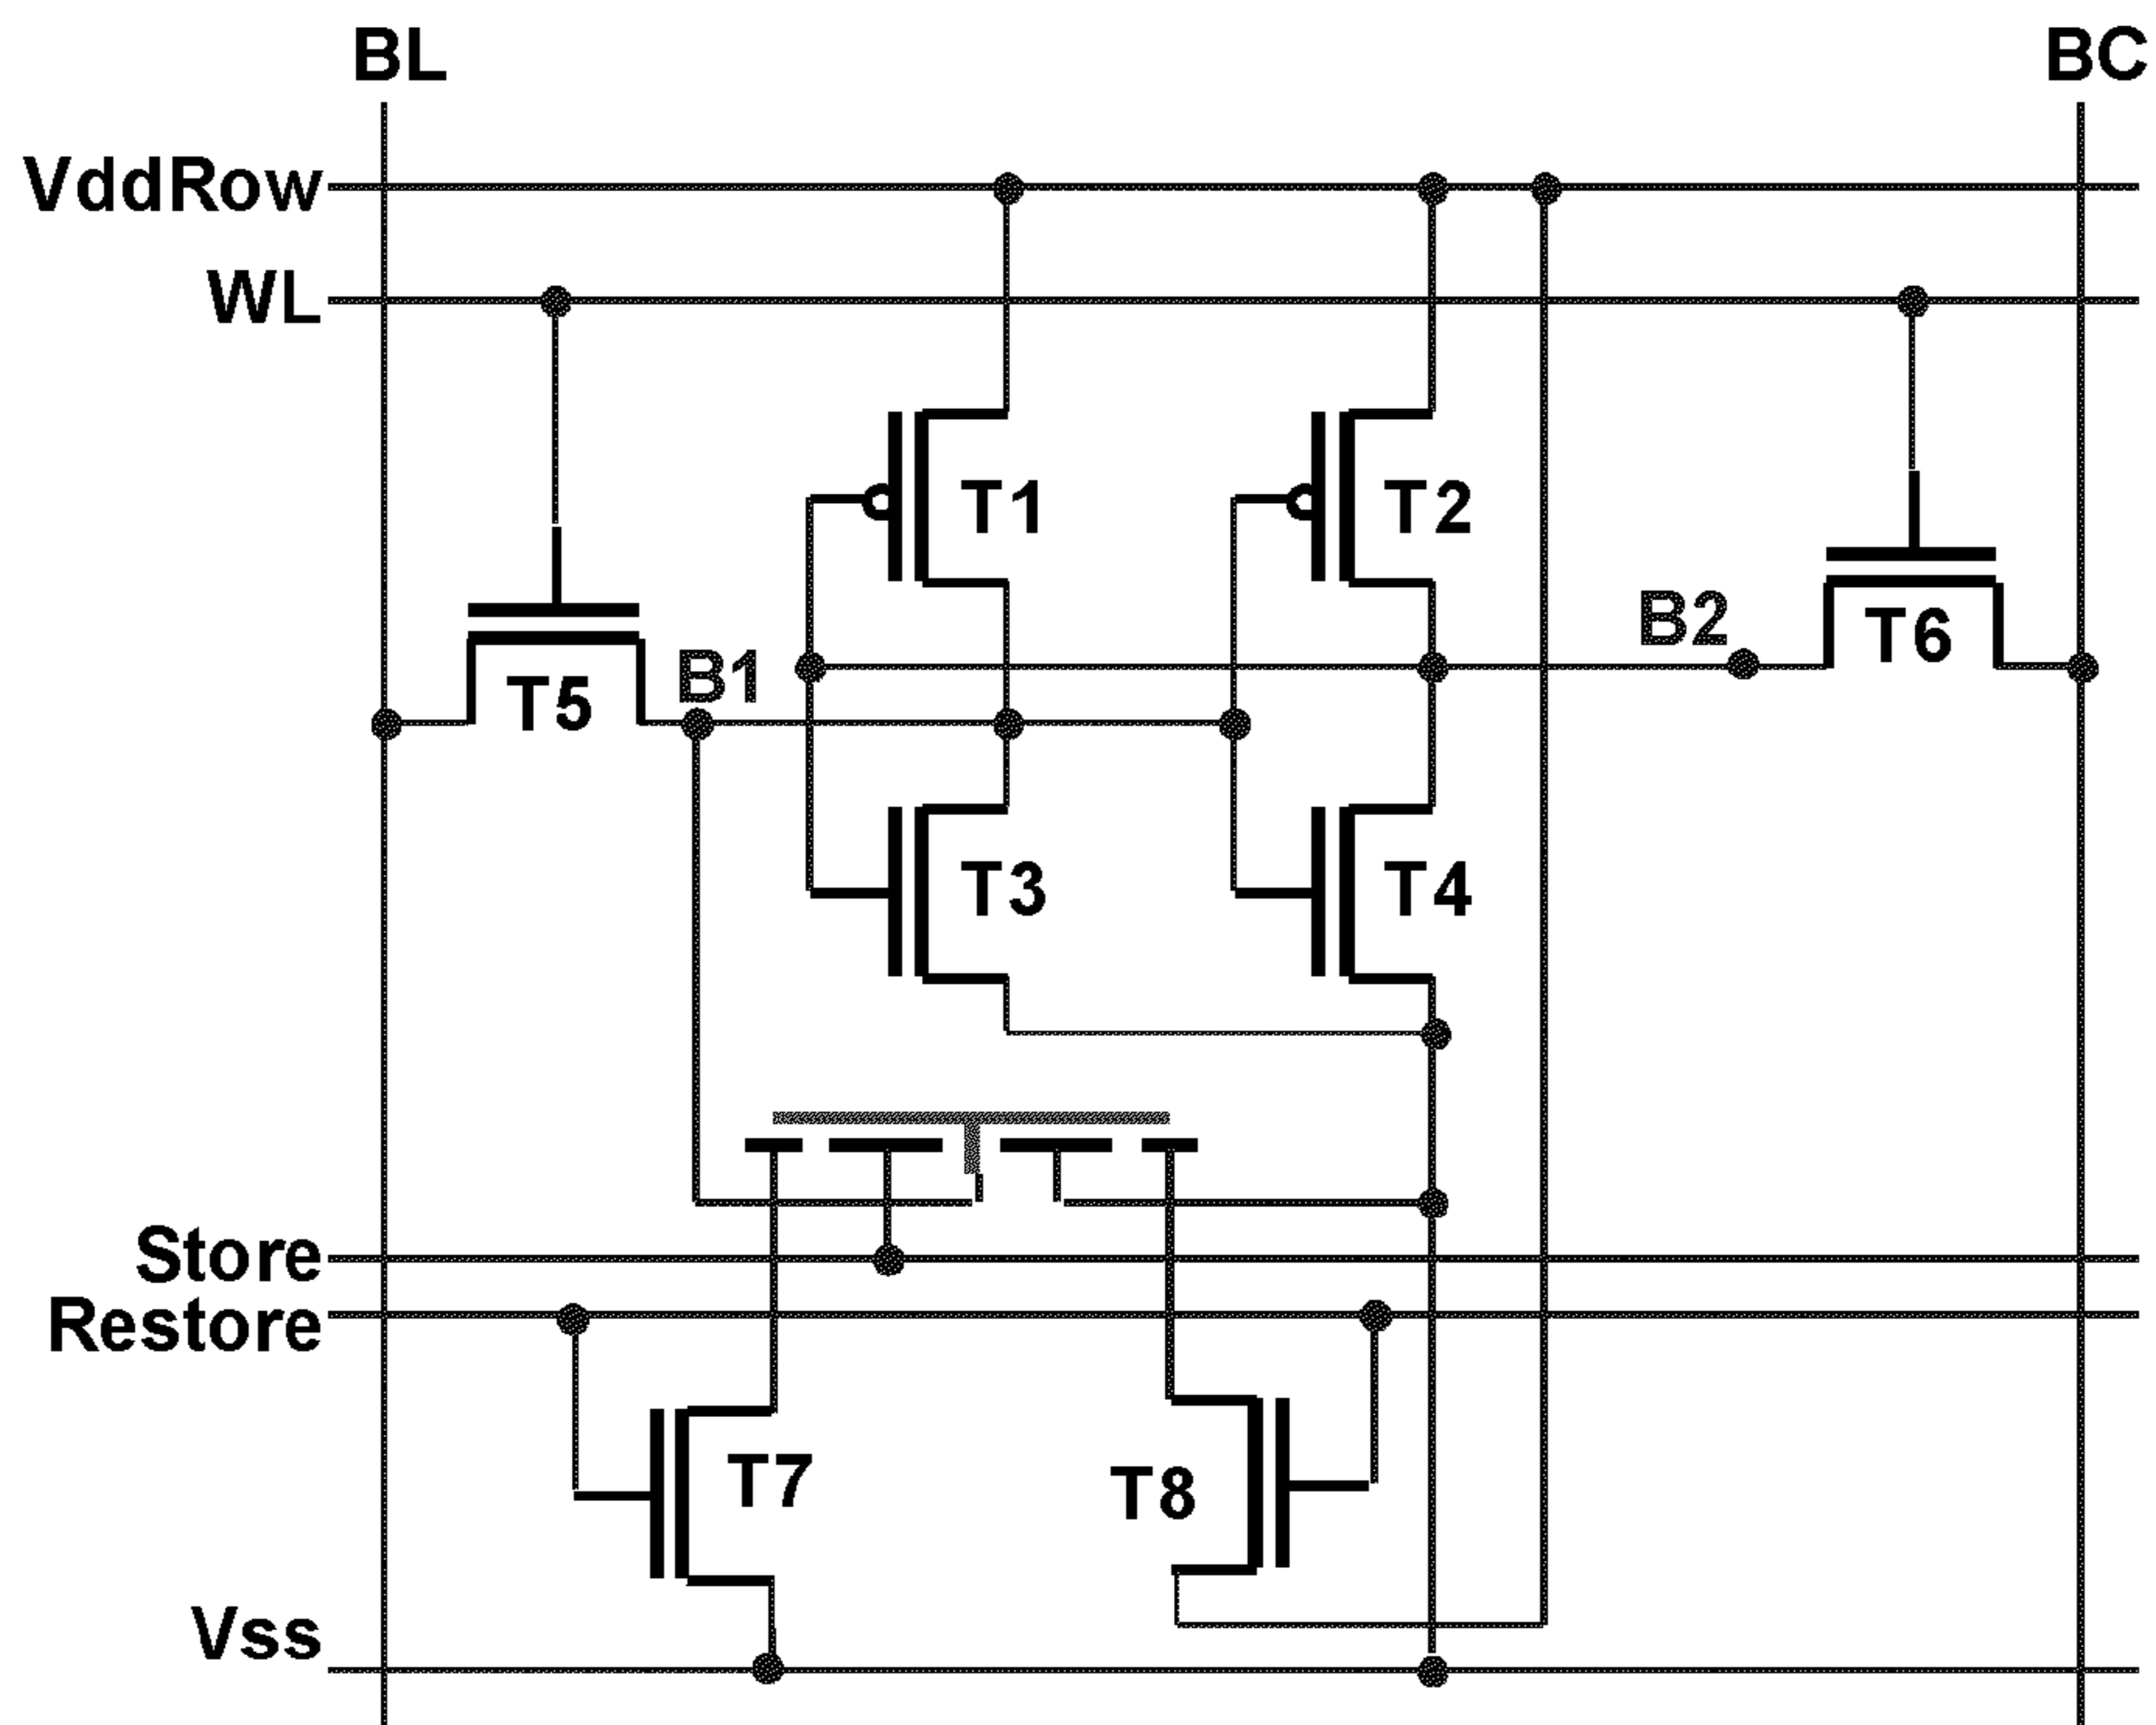 BL
BC
VddRow
WL
T1
T2
B2
T6
B1
T5
T3
T4
Store
Restore
T7
T8
Vss